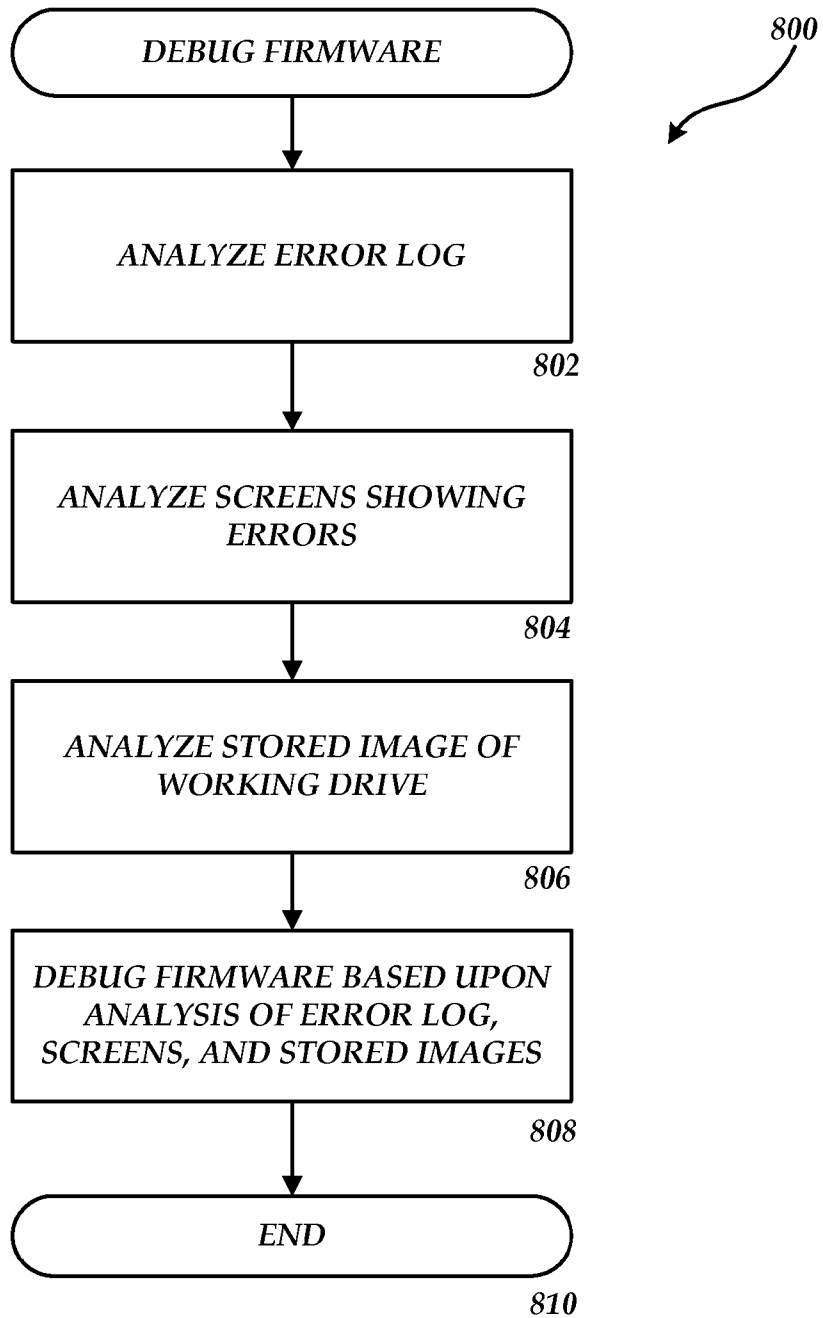 DEBUG FIRMWARE
800
ANALYZE ERROR LOG
802
ANALYZE SCREENS SHOWING
ERRORS
804
ANALYZE STORED IMAGE OF
WORKING DRIVE
806
DEBUG FIRMWARE BASED UPON
ANALYSIS OF ERROR LOG,
SCREENS, AND STORED IMAGES
808
END
810